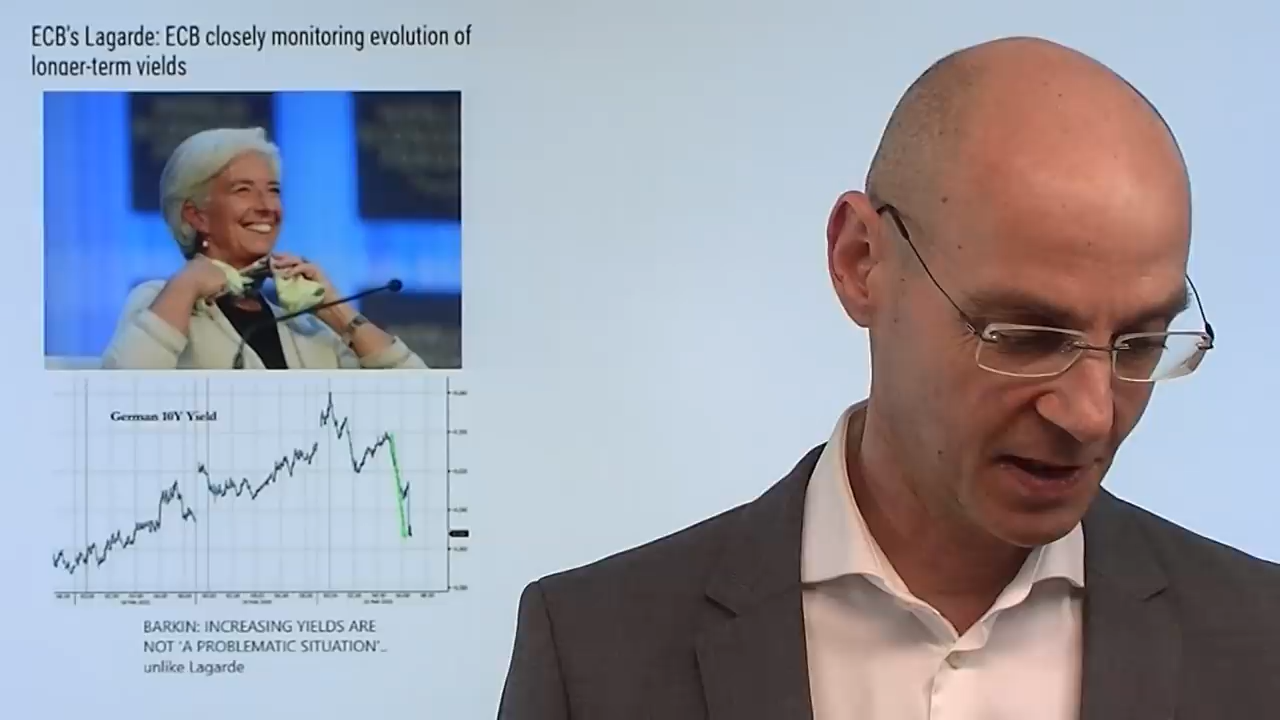 ECB's Lagarde: ECB closely monitoring evolution of
longer-term yields
German 10Y Yield
BARKIN: INCREASING YIELDS ARE
NOT 'A PROBLEMATIC SITUATION'...
unlike Lagarde